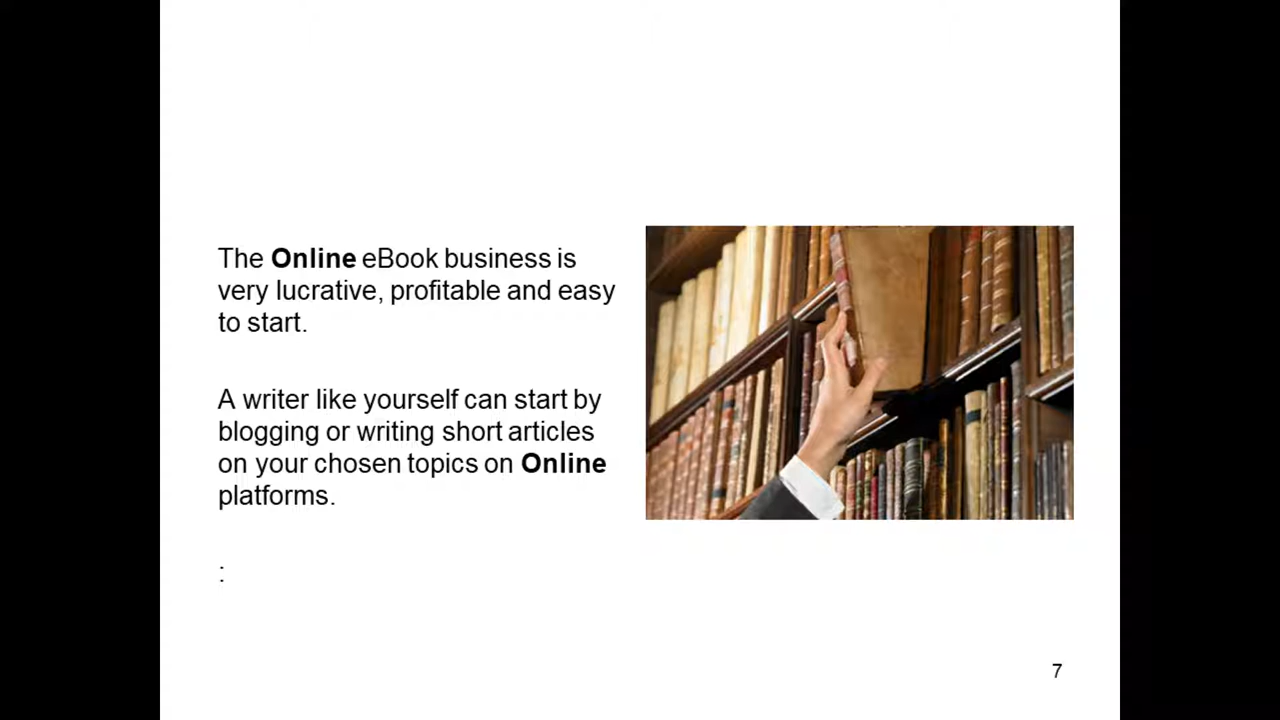 The Online eBook business is
very lucrative, profitable and easy
to start.
A writer like yourself can start by
blogging or writing short articles
on your chosen topics on Online
platforms.
:
7